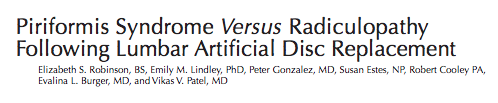 Piriformis Syndrome Versus Radiculopathy
Following Lumbar Artificial Disc Replacement
Elizabeth S. Robinson, BS, Emily M. Lindley, PhD, Peter Gonzalez, MD, Susan Estes, NP, Robert Cooley PA,
Evalina L. Burger, MD, and Vikas V. Patel, MD